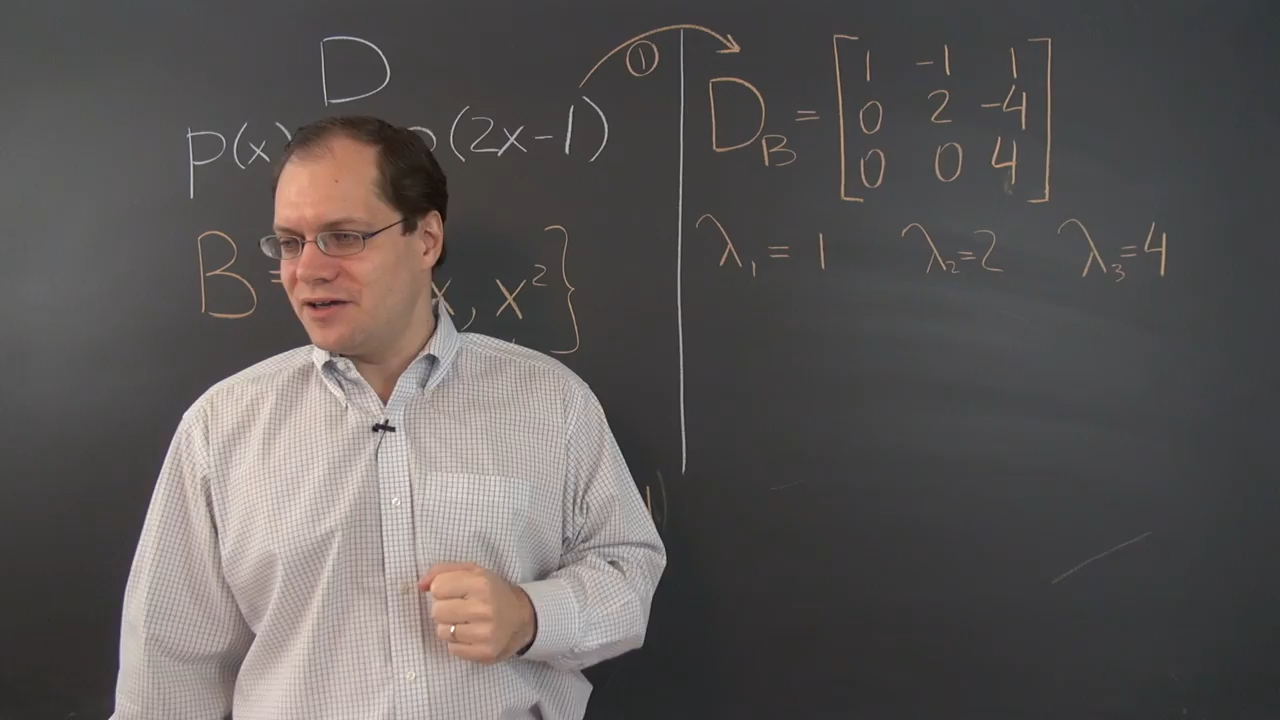 D
p(x) p(2x-1)
B = x, x²}
①
D_B = [1 -1 1
0 2 -4
0 0 4]
λ₁ = 1 λ₂=2 λ₃=4